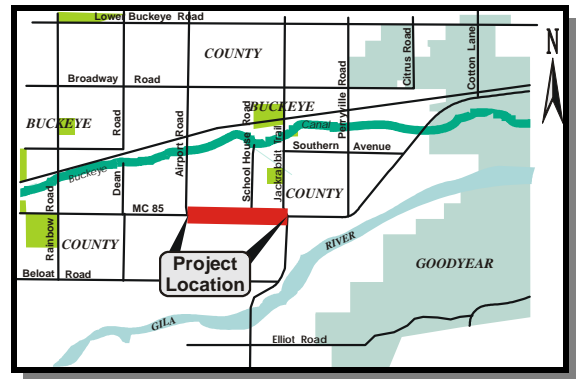 Lower Buckeye Road
COUNTY
N
Citrus Road
Cotton Lane
Broadway Road
Perryville Road
BUCKEYE
BUCKEYE
Road
Airport Road
School House Road
Canal
Jackrabbit Trail
Southern Avenue
Buckeye
Dean
COUNTY
Rainbow Road
MC 85
COUNTY
RIVER
Project
Location
GOODYEAR
Beloat Road
GILA
Elliot Road